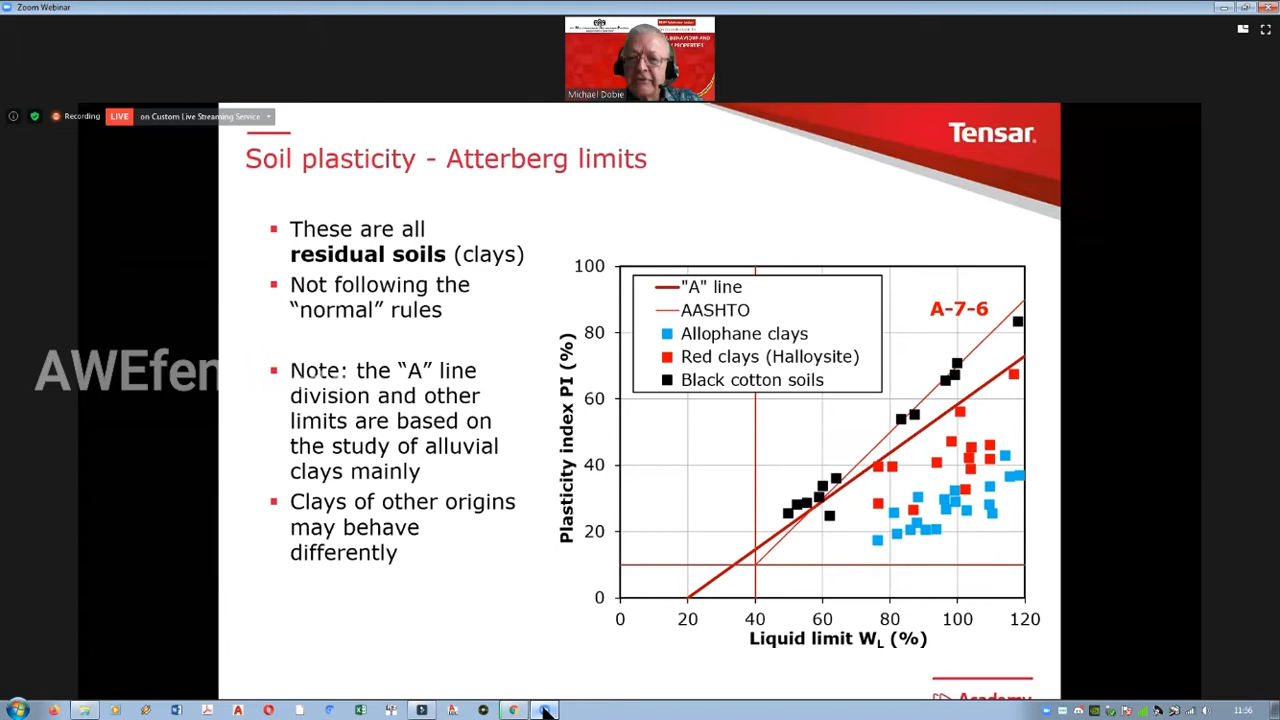 Zoom Webinar
Michael Dobie
Recording
LIVE
on Custom Live Streaming Service
Tensar.
Soil plasticity - Atterberg limits
These are all
residual soils (clays)
Not following the
“normal” rules
Note: the “A” line
division and other
limits are based on
the study of alluvial
clays mainly
Clays of other origins
may behave
differently
AWEfen
Plasticity index PI (%)
100
80
60
40
20
0
"A" line
AASHTO
Allophane clays
Red clays (Halloysite)
Black cotton soils
A-7-6
0 20 40 60 80 100 120
Liquid limit WL (%)
Academy
11:56